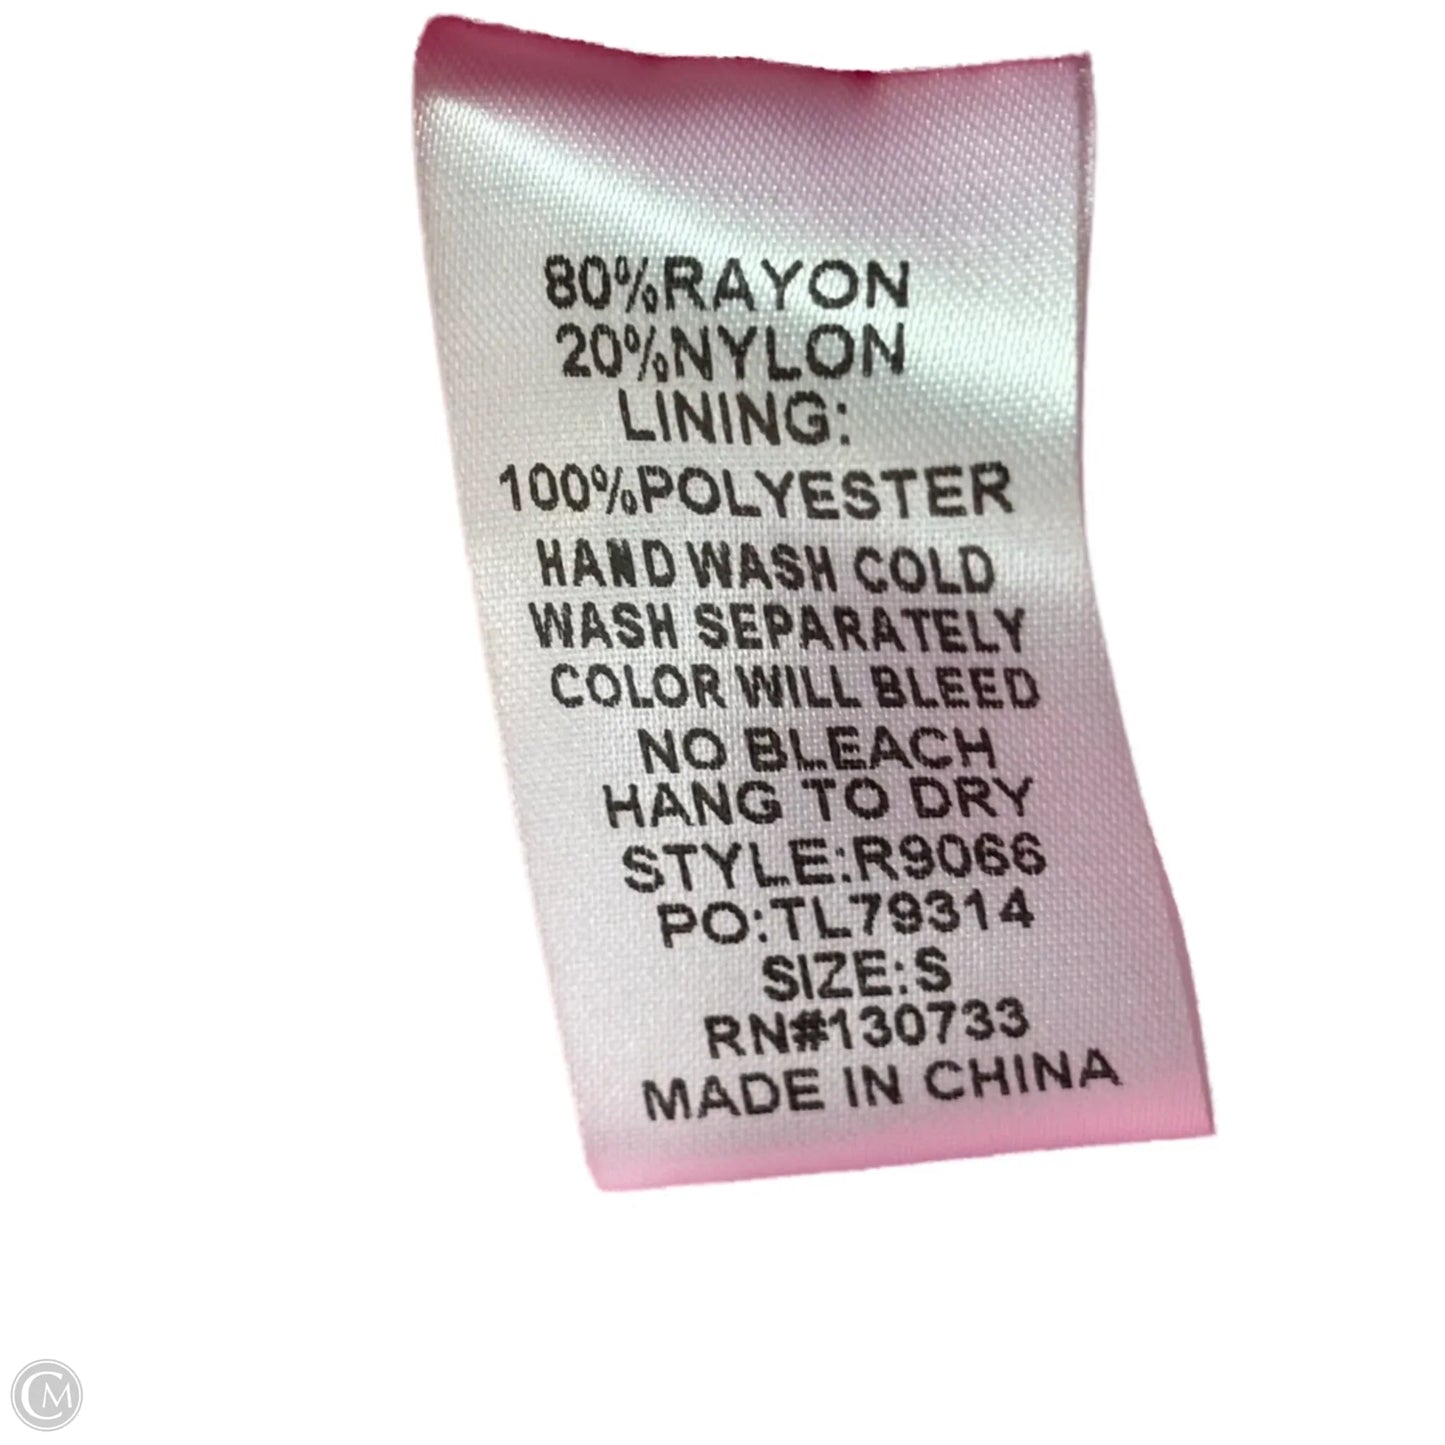 80%RAYON
20%NYLON
LINING:
100%POLYESTER
HAND WASH COLD
WASH SEPARATELY
COLOR WILL BLEED
NO BLEACH
HANG TO DRY
STYLE:R9066
PO:TL79314
SIZE:S
RN#130733
MADE IN CHINA
CM